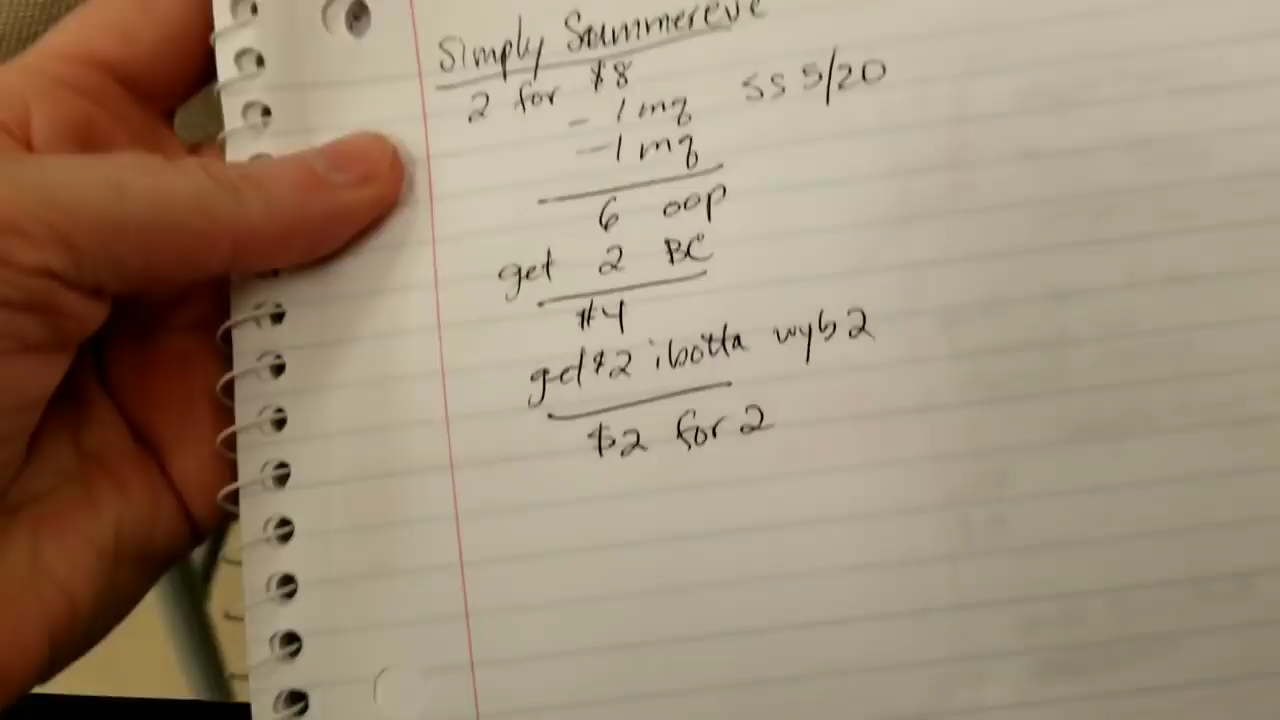 Simply Summereve
2 for $8
- 1 mq SS 5/20
- 1 mq
6 oop
get 2 BC
$4
get $2 ibotta wyb 2
$2 for 2